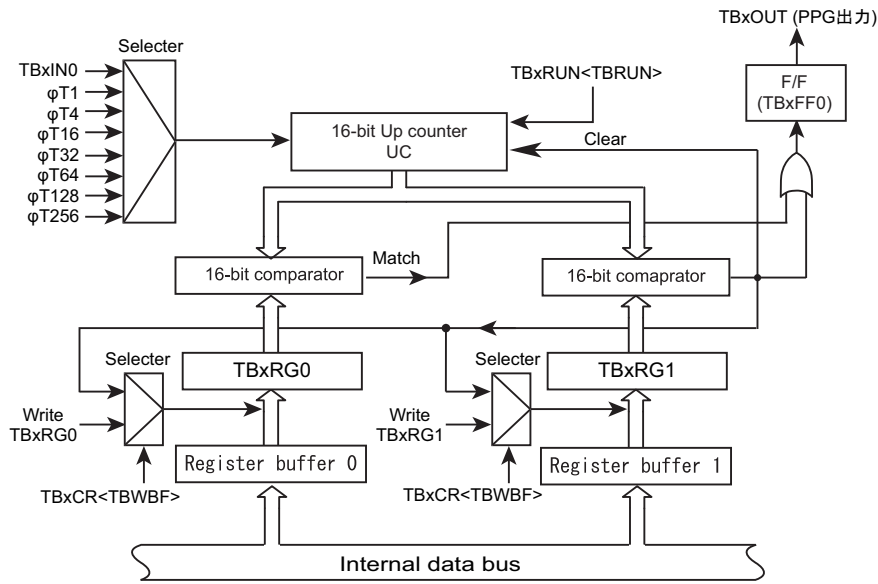 TBxOUT (PPG出力)
Selecter
TBxIN0
φT1
φT4
φT16
φT32
φT64
φT128
φT256
TBxRUN<TBRUN>
F/F
(TBxFF0)
16-bit Up counter
UC
Clear
16-bit comparator
Match
16-bit comaprator
Selecter
TBxRG0
Selecter
TBxRG1
Write
TBxRG0
Write
TBxRG1
Register buffer 0
Register buffer 1
TBxCR<TBWBF>
TBxCR<TBWBF>
Internal data bus